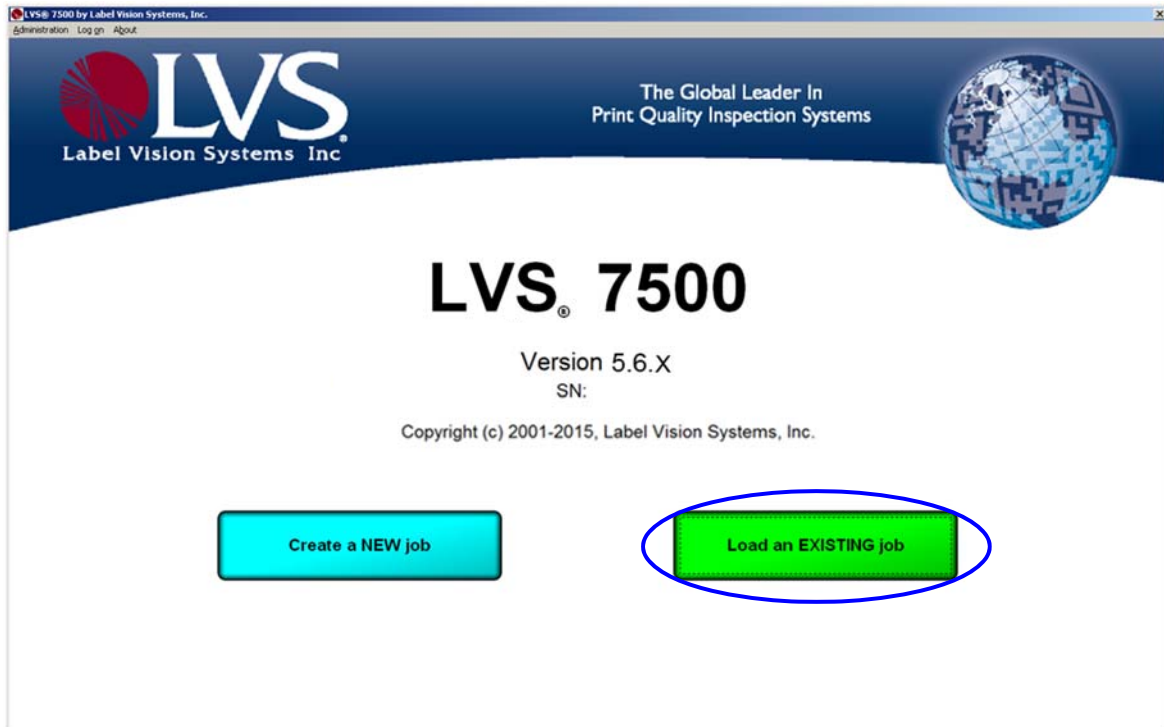 LVS® 7500 by Label Vision Systems, Inc.
Administration Log on About
LVS®
Label Vision Systems Inc
The Global Leader In
Print Quality Inspection Systems
LVS® 7500
Version 5.6.X
SN:
Copyright (c) 2001-2015, Label Vision Systems, Inc.
Create a NEW job
Load an EXISTING job